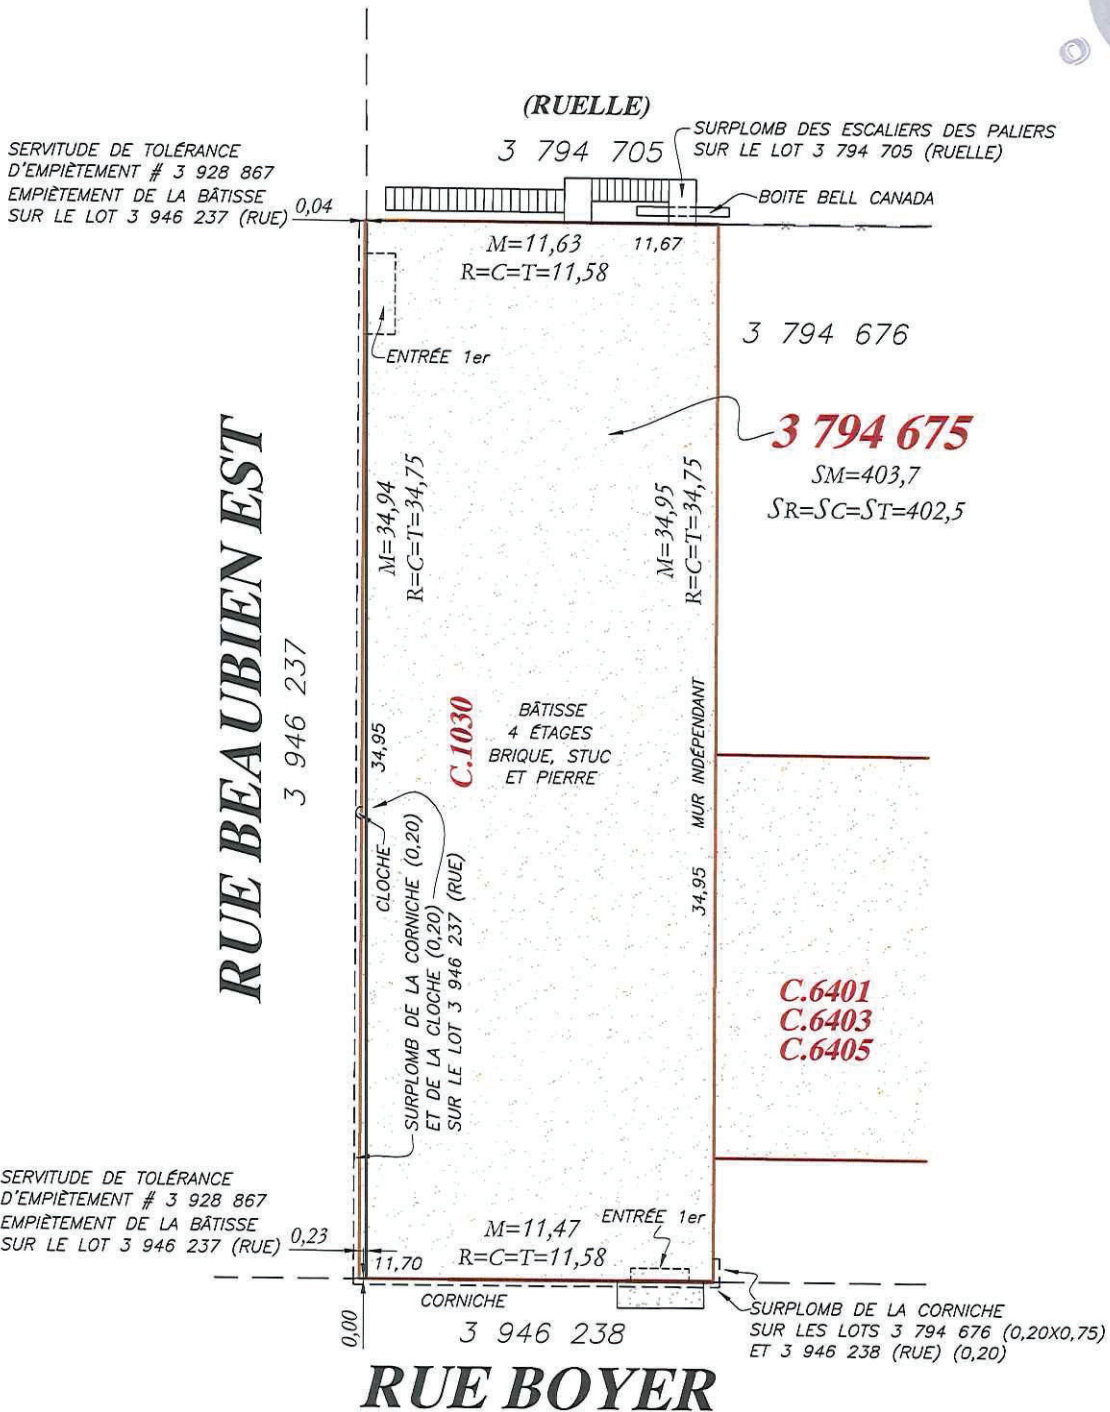 (RUELLE)
3 794 705
SURPLOMB DES ESCALIERS DES PALIERS
SUR LE LOT 3 794 705 (RUELLE)
BOITE BELL CANADA
SERVITUDE DE TOLÉRANCE
D'EMPIÈTEMENT # 3 928 867
EMPIÈTEMENT DE LA BÂTISSE
SUR LE LOT 3 946 237 (RUE)
0,04
M=11,63
R=C=T=11,58
11,67
ENTRÉE 1er
3 794 676
3 794 675
SM=403,7
SR=SC=ST=402,5
RUE BEAUBIEN EST
3 946 237
M=34,94
R=C=T=34,75
M=34,95
R=C=T=34,75
34,95
C.1030
BÂTISSE
4 ÉTAGES
BRIQUE, STUC
ET PIERRE
MUR INDÉPENDANT
34,95
CLOCHE
SURPLOMB DE LA CORNICHE (0,20)
ET DE LA CLOCHE (0,20)
SUR LE LOT 3 946 237 (RUE)
C.6401
C.6403
C.6405
SERVITUDE DE TOLÉRANCE
D'EMPIÈTEMENT # 3 928 867
EMPIÈTEMENT DE LA BÂTISSE
SUR LE LOT 3 946 237 (RUE)
0,23
11,70
M=11,47
R=C=T=11,58
ENTRÉE 1er
0,00
CORNICHE
3 946 238
SURPLOMB DE LA CORNICHE
SUR LES LOTS 3 794 676 (0,20X0,75)
ET 3 946 238 (RUE) (0,20)
RUE BOYER